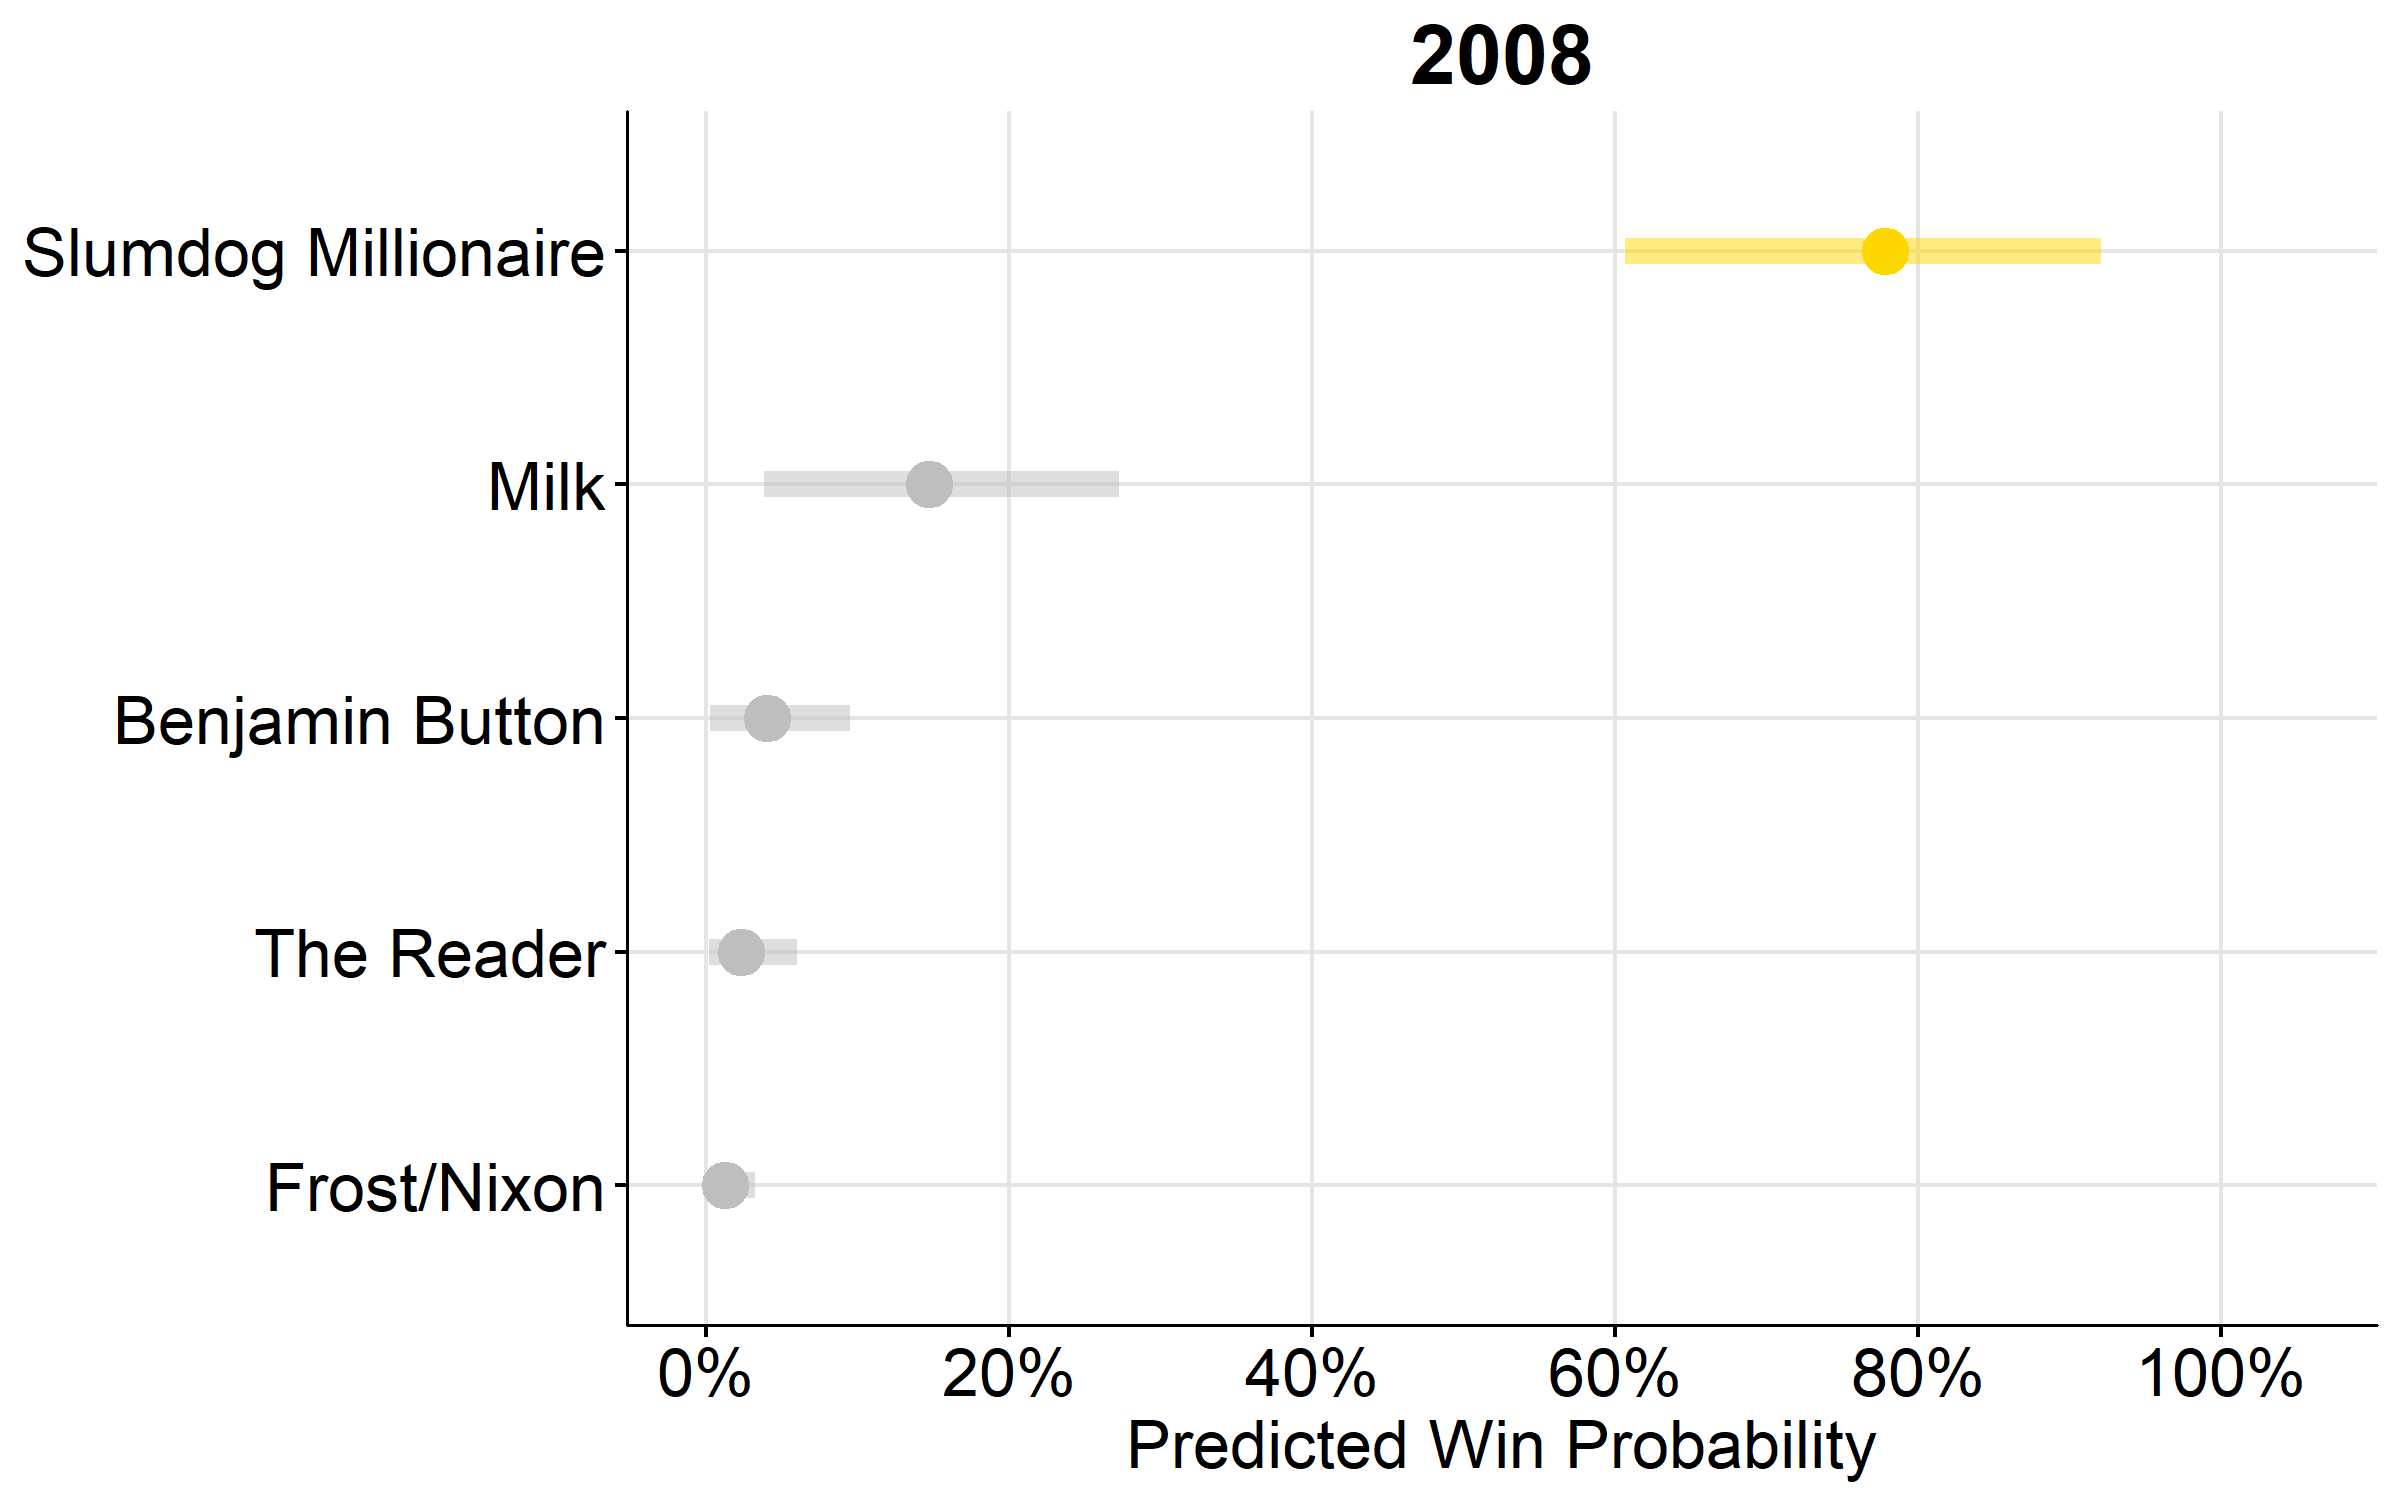 2008
Slumdog Millionaire
Milk
Benjamin Button
The Reader
Frost/Nixon
0% 20% 40% 60% 80% 100%
Predicted Win Probability